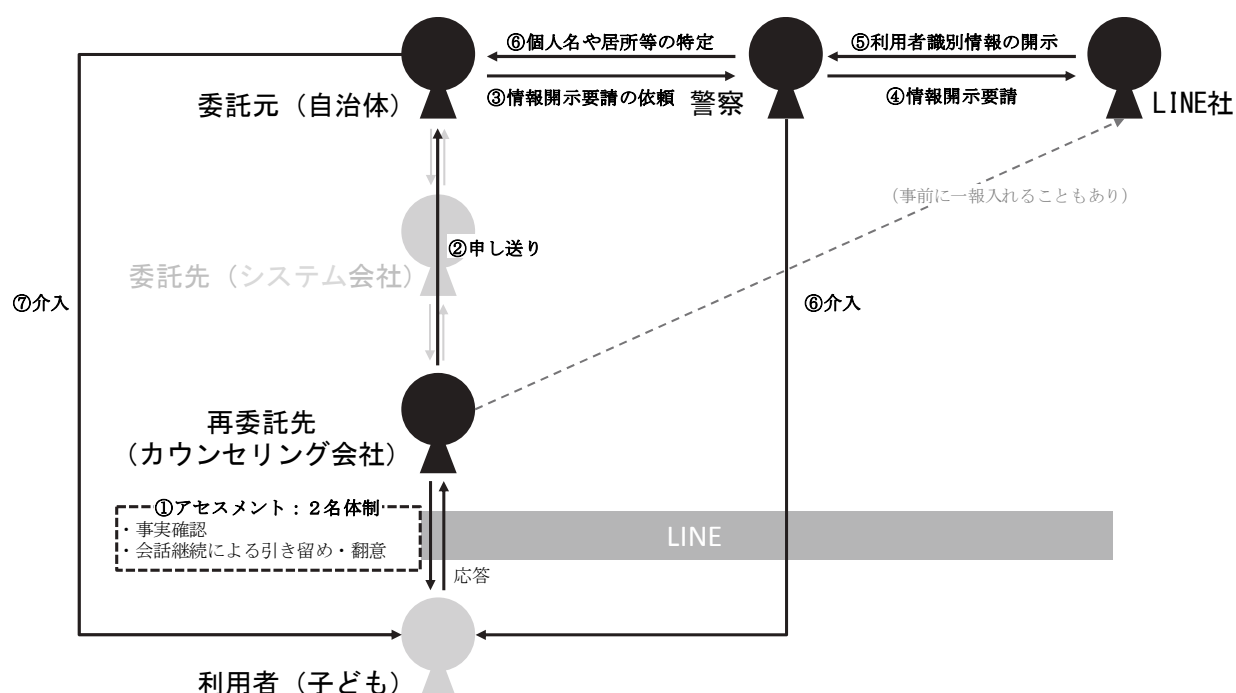 ⑥個人名や居所等の特定
⑤利用者識別情報の開示
委託元（自治体）
③情報開示要請の依頼
警察
④情報開示要請
LINE社
（事前に一報入れることもあり）
②申し送り
委託先（システム会社）
⑦介入
⑥介入
再委託先
（カウンセリング会社）
①アセスメント：２名体制
・事実確認
・会話継続による引き留め・翻意
LINE
応答
利用者（子ども）